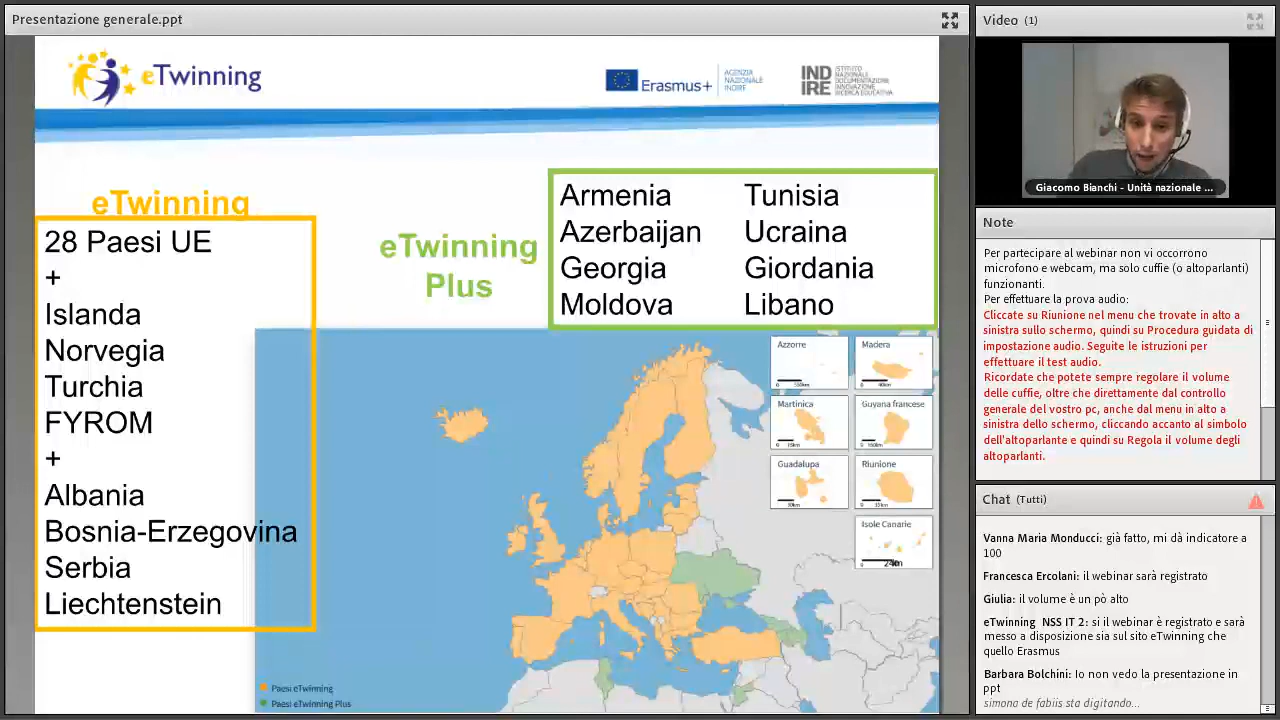 Presentazione generale.ppt
eTwinning
Erasmus+
AGENZIA
NAZIONALE
INDIRE
IND
IRE
ISTITUTO
NAZIONALE
DOCUMENTAZIONE
INNOVAZIONE
RICERCA EDUCATIVA
eTwinning
28 Paesi UE
+
Islanda
Norvegia
Turchia
FYROM
+
Albania
Bosnia-Erzegovina
Serbia
Liechtenstein
eTwinning
Plus
Armenia Tunisia
Azerbaijan Ucraina
Georgia Giordania
Moldova Libano
Azzorre Madera
Martinica Guyana francese
Guadalupa Riunione
Isole Canarie
Paesi eTwinning
Paesi eTwinning Plus
Video (1)
Giacomo Bianchi - Unità nazionale ...
Note
Per partecipare al webinar non vi occorrono
microfono e webcam, ma solo cuffie (o altoparlanti)
funzionanti.
Per effettuare la prova audio:
Cliccate su Riunione nel menu che trovate in alto a
sinistra sullo schermo, quindi su Procedura guidata di
impostazione audio. Seguite le istruzioni per
effettuare il test audio.
Ricordate che potete sempre regolare il volume
delle cuffie, oltre che direttamente dal controllo
generale del vostro pc, anche dal menu in alto a
sinistra dello schermo, cliccando accanto al simbolo
dell'altoparlante e quindi su Regola il volume degli
altoparlanti.
Chat (Tutti)
Vanna Maria Monducci: già fatto, mi dà indicatore a
100
Francesca Ercolani: il webinar sarà registrato
Giulia: il volume è un pò alto
eTwinning NSS IT 2: si il webinar è registrato e sarà
messo a disposizione sia sul sito eTwinning che
quello Erasmus
Barbara Bolchini: Io non vedo la presentazione in
ppt
simona de fabiis sta digitando...